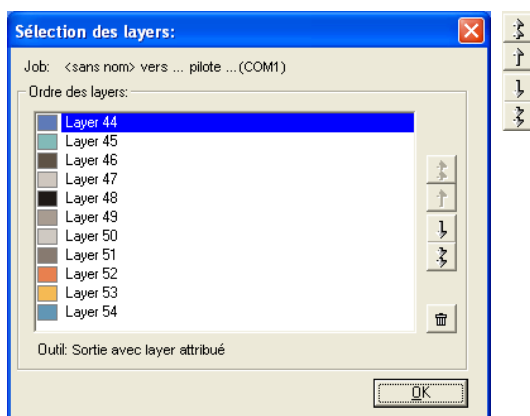 Sélection des layers:
Job: <sans nom> vers ... pilote ...(COM1)
Ordre des layers:
Layer 44
Layer 45
Layer 46
Layer 47
Layer 48
Layer 49
Layer 50
Layer 51
Layer 52
Layer 53
Layer 54
Outil: Sortie avec layer attribué
OK